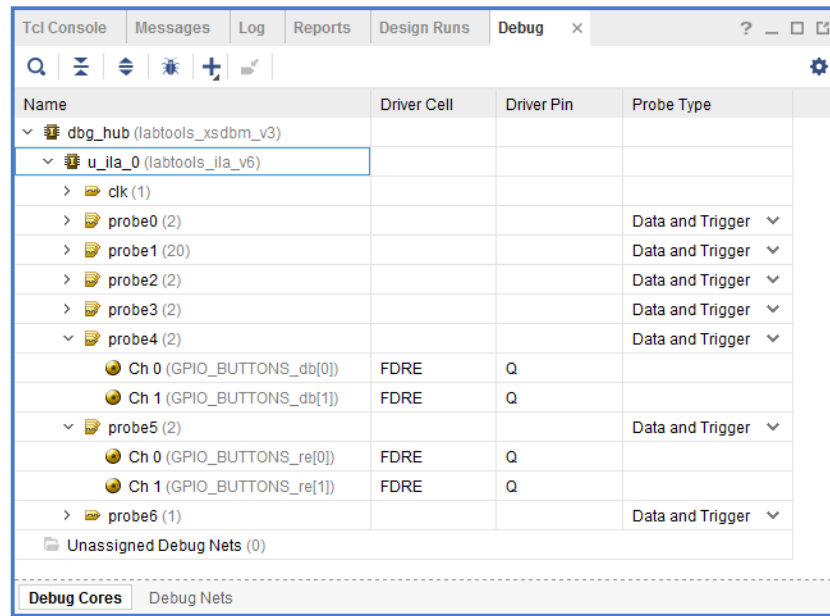 Tcl Console Messages Log Reports Design Runs Debug × ?
Name Driver Cell Driver Pin Probe Type
dbg_hub (labtools_xsdbm_v3)
u_ila_0 (labtools_ila_v6)
clk (1)
probe0 (2) Data and Trigger
probe1 (20) Data and Trigger
probe2 (2) Data and Trigger
probe3 (2) Data and Trigger
probe4 (2) Data and Trigger
Ch 0 (GPIO_BUTTONS_db[0]) FDRE Q
Ch 1 (GPIO_BUTTONS_db[1]) FDRE Q
probe5 (2) Data and Trigger
Ch 0 (GPIO_BUTTONS_re[0]) FDRE Q
Ch 1 (GPIO_BUTTONS_re[1]) FDRE Q
probe6 (1) Data and Trigger
Unassigned Debug Nets (0)
Debug Cores Debug Nets